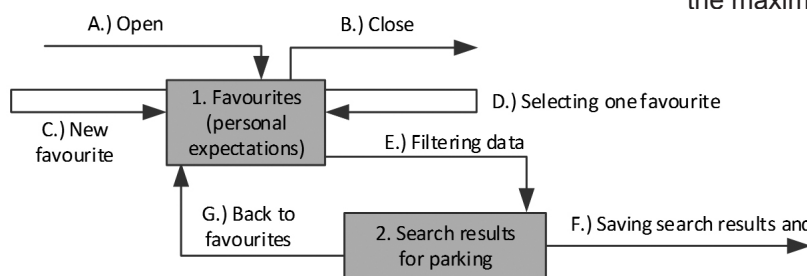 the maxim
A.) Open
B.) Close
1. Favourites
(personal
expectations)
C.) New
favourite
D.) Selecting one favourite
E.) Filtering data
G.) Back to
favourites
2. Search results
for parking
F.) Saving search results and